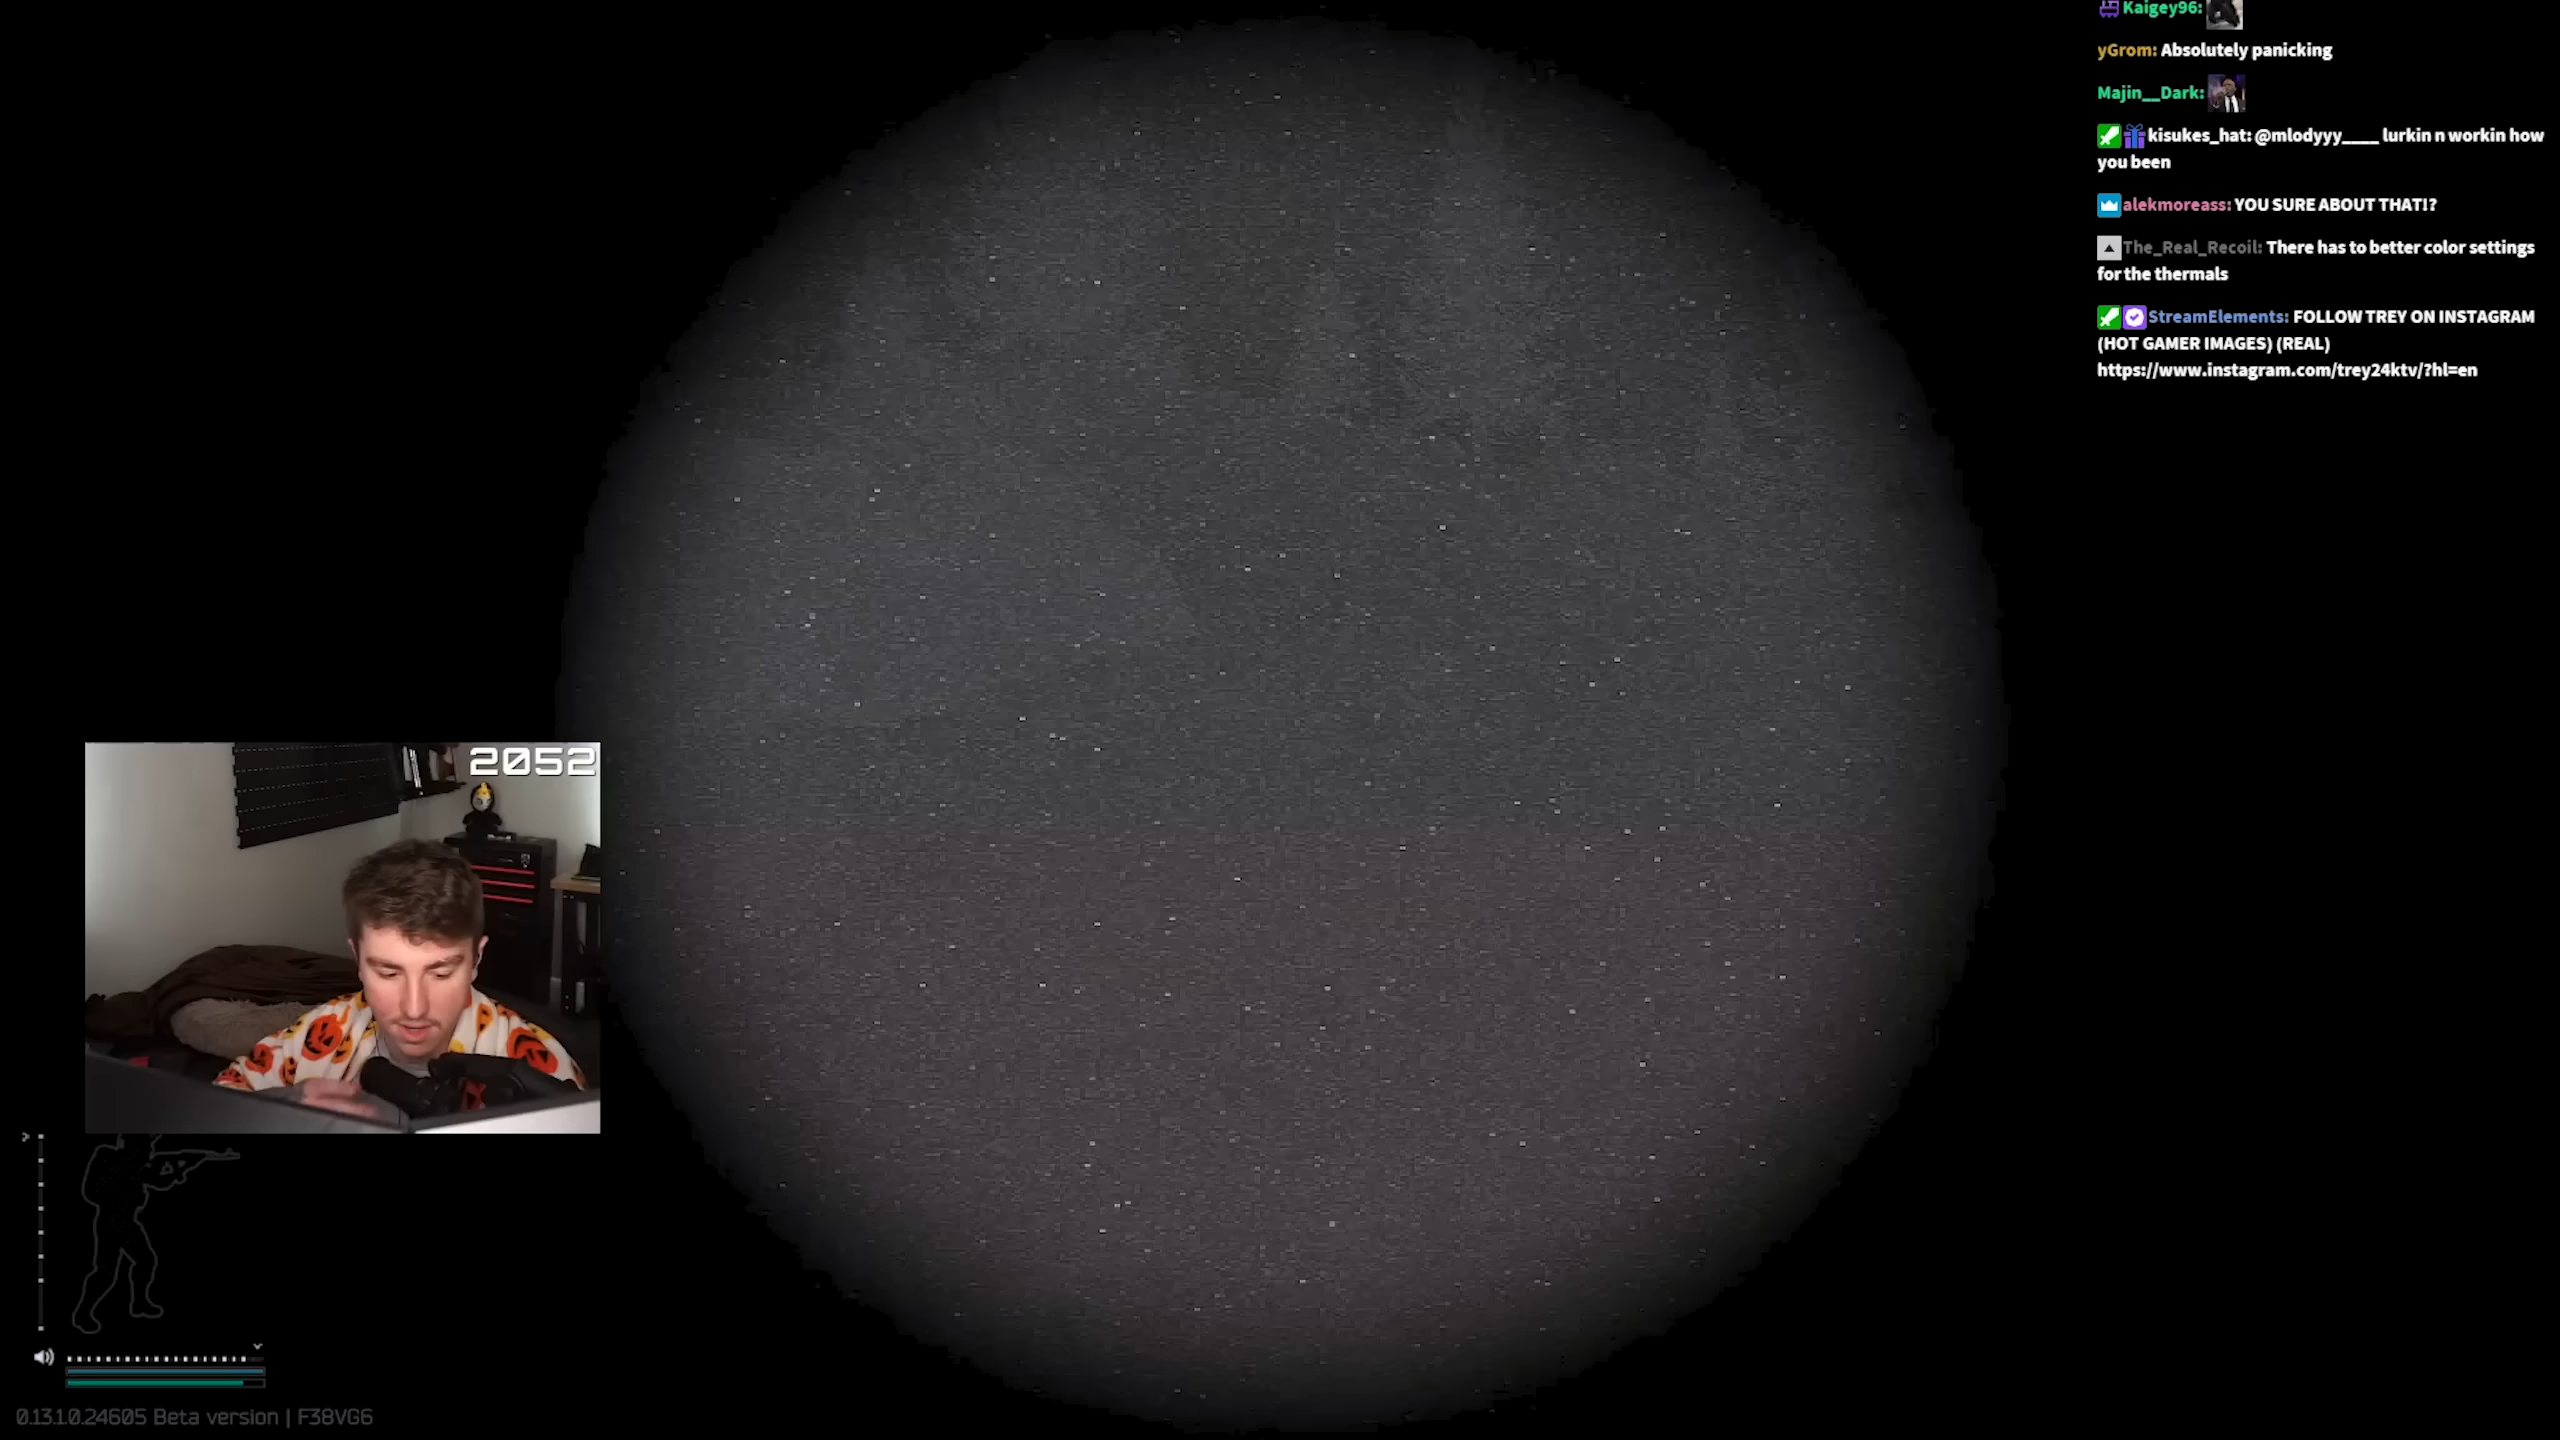 Kaigey96:
yGrom: Absolutely panicking
Majin__Dark:
kisukes_hat: @mlodyyy____ lurkin n workin how
you been
alekmoreass: YOU SURE ABOUT THAT!?
The_Real_Recoil: There has to better color settings
for the thermals
StreamElements: FOLLOW TREY ON INSTAGRAM
(HOT GAMER IMAGES) (REAL)
https://www.instagram.com/trey24ktv/?hl=en
2052
0.13.1.0.24605 Beta version | F38VG6